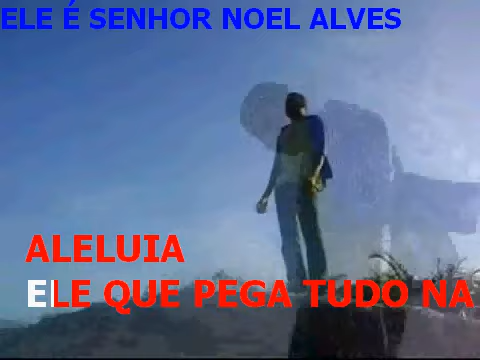 ELE É SENHOR NOEL ALVES
ALELUIA
ELE QUE PEGA TUDO NA